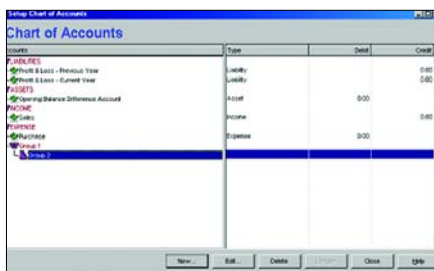 Setup Chart of Accounts
Chart of Accounts
ccounts Type Debit Credit
LIABILITIES
Profit & Loss - Previous Year Liability 0.00
Profit & Loss - Current Year Liability 0.00
ASSETS
Opening Balance Difference Account Asset 0.00
INCOME
Sales Income 0.00
EXPENSE
Purchase Expense 0.00
Group 1
Group 2
New... Edit... Delete Ledger Close Help